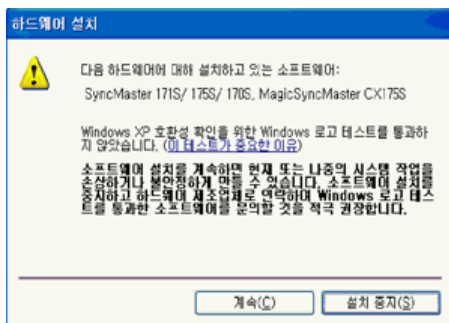 하드웨어 설치
다음 하드웨어에 대해 설치하고 있는 소프트웨어:
SyncMaster 171S/ 175S/ 170S, MagicSyncMaster CX175S
Windows XP 호환성 확인을 위한 Windows 로고 테스트를 통과하
지 않았습니다. (이 테스트가 중요한 이유)
소프트웨어 설치를 계속하면 현재 또는 나중의 시스템 작업을
손상하거나 불안정하게 만들 수 있습니다. 소프트웨어 설치를
중지하고 하드웨어 제조업체로 연락하여 Windows 로고 테스
트를 통과한 소프트웨어를 문의할 것을 적극 권장합니다.
계속(C)
설치 중지(S)